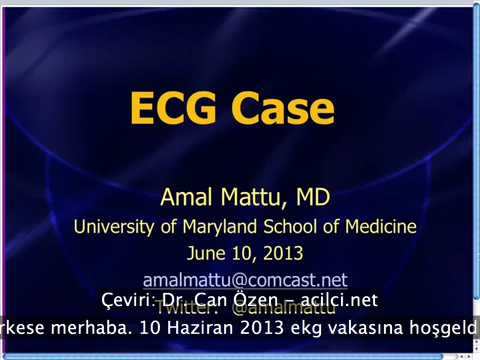 ECG Case
Amal Mattu, MD
University of Maryland School of Medicine
June 10, 2013
amalmattu@comcast.net
Twitter: @amalmattu
Çeviri: Dr. Can Özen – acilçi.net
rkese merhaba. 10 Haziran 2013 ekg vakasına hoşgeld